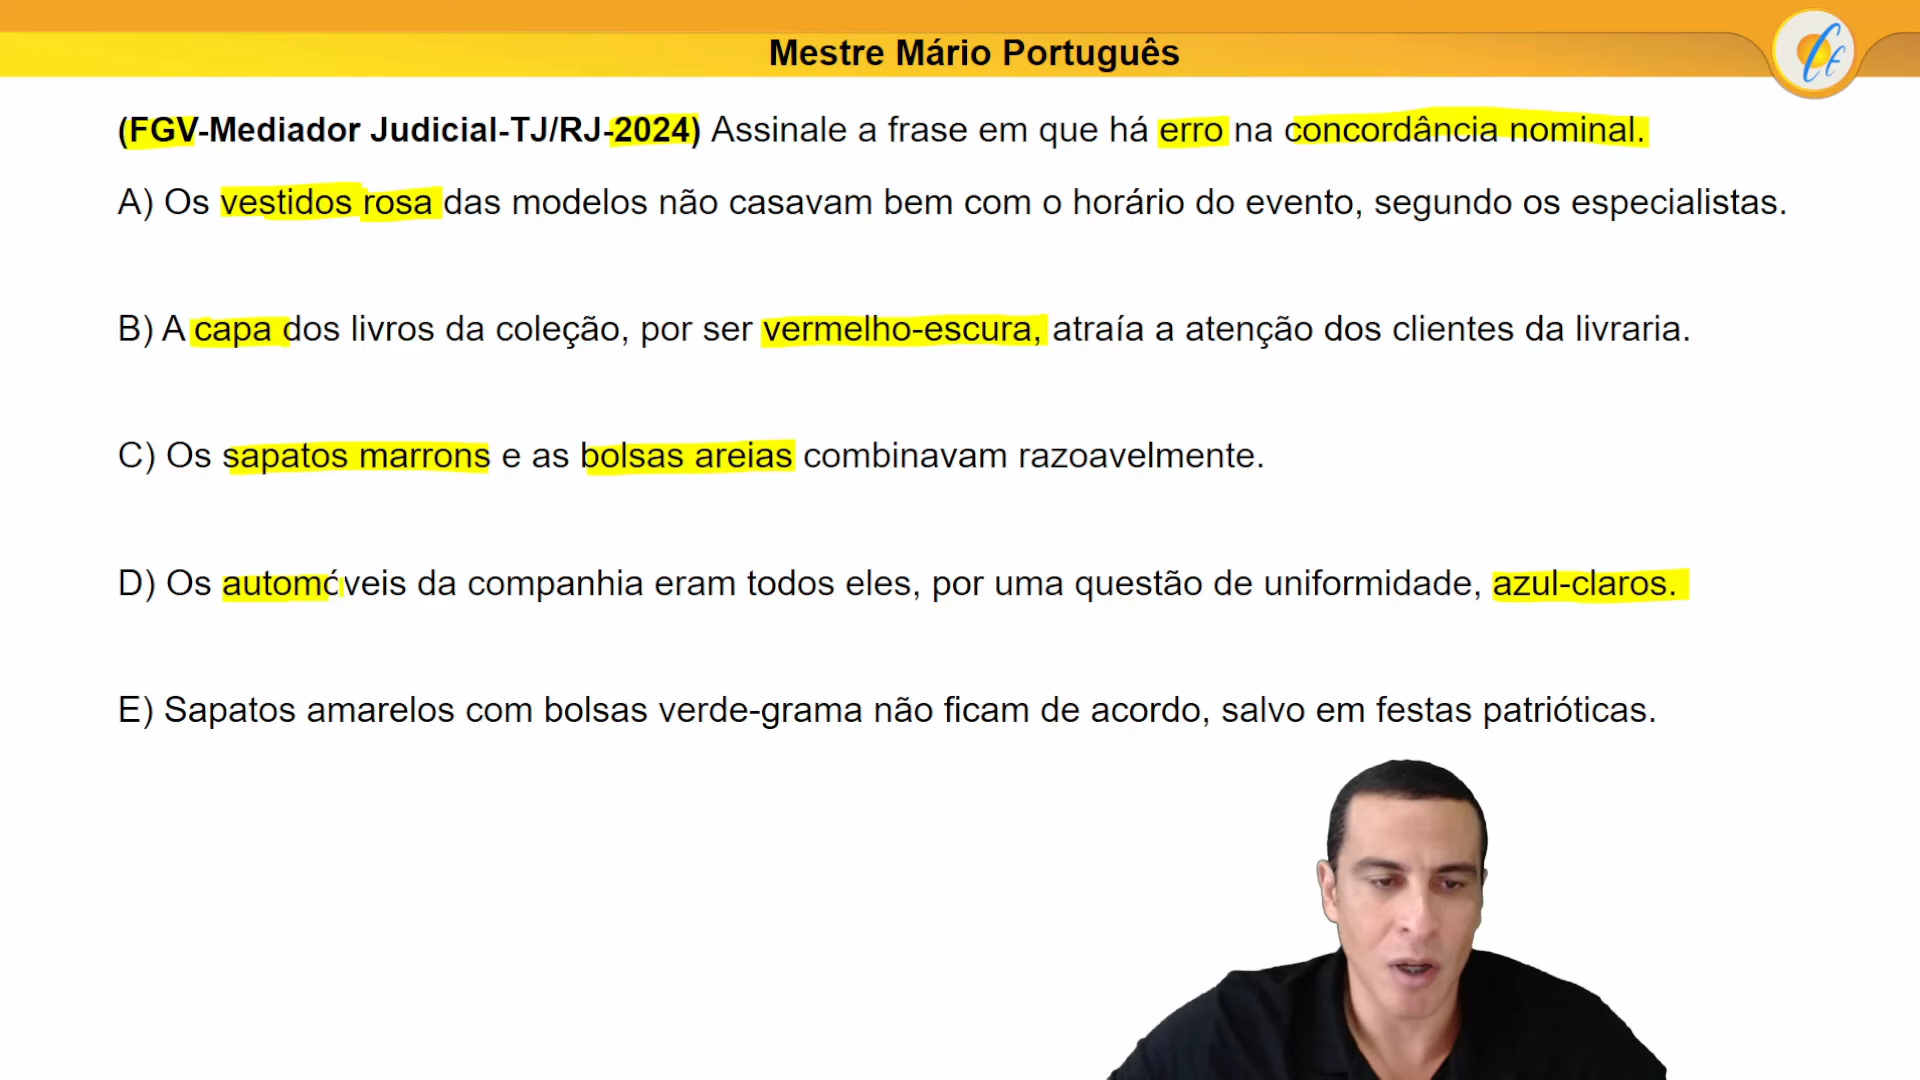 Mestre Mário Português
(FGV-Mediador Judicial-TJ/RJ-2024) Assinale a frase em que há erro na concordância nominal.
A) Os vestidos rosa das modelos não casavam bem com o horário do evento, segundo os especialistas.
B) A capa dos livros da coleção, por ser vermelho-escura, atraía a atenção dos clientes da livraria.
C) Os sapatos marrons e as bolsas areias combinavam razoavelmente.
D) Os automóveis da companhia eram todos eles, por uma questão de uniformidade, azul-claros.
E) Sapatos amarelos com bolsas verde-grama não ficam de acordo, salvo em festas patrióticas.